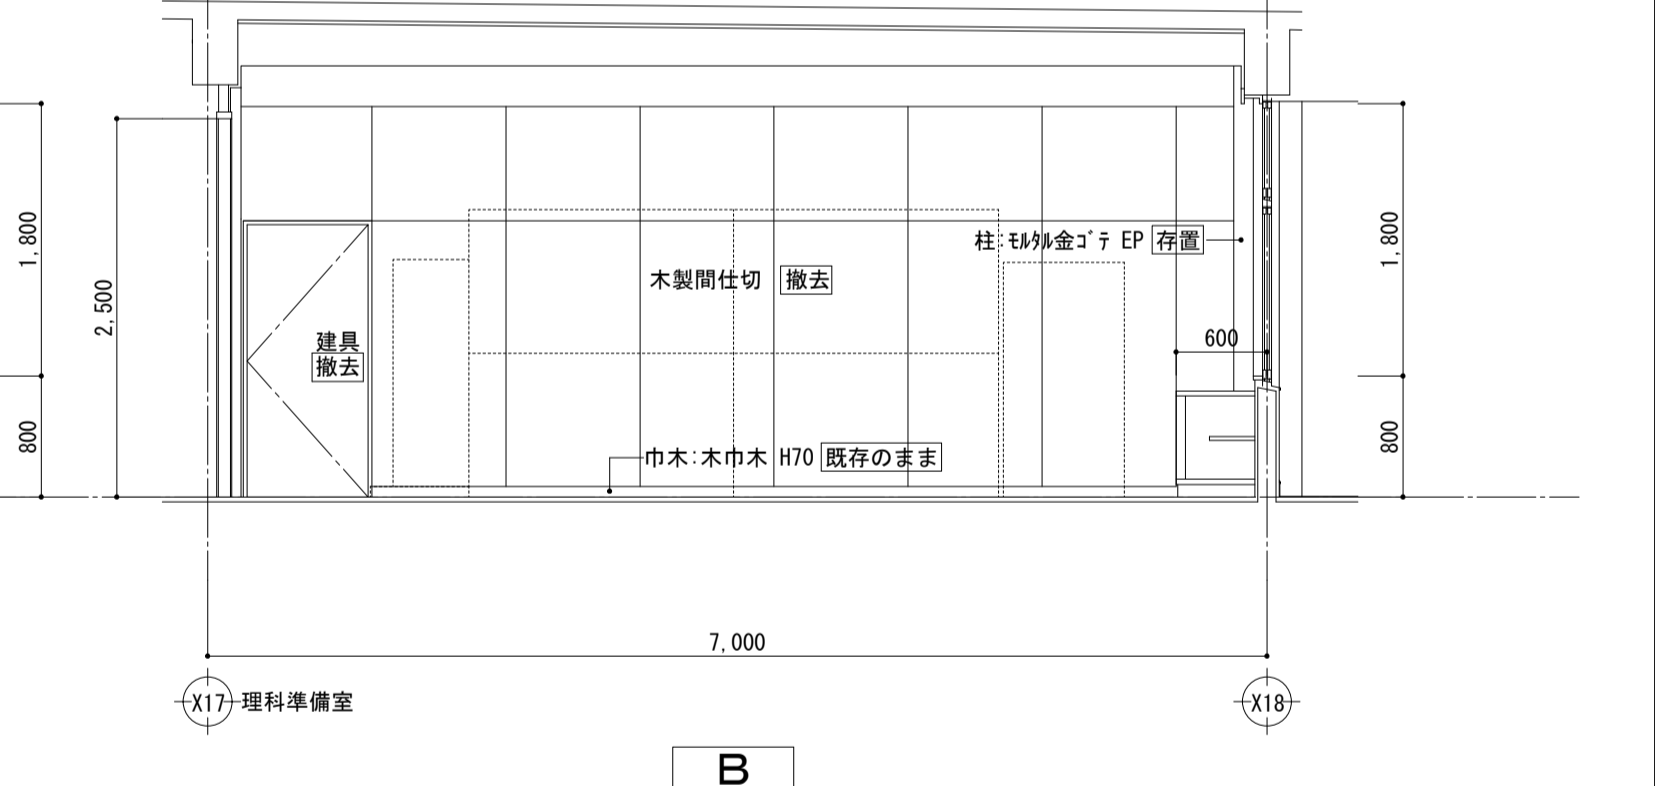 1,800
800
2,500
1,800
800
柱:ﾓﾙﾀﾙ金ｺﾞﾃ EP 存置
木製間仕切 撤去
建具
撤去
600
巾木:木巾木 H70 既存のまま
7,000
X17 理科準備室
X18
B